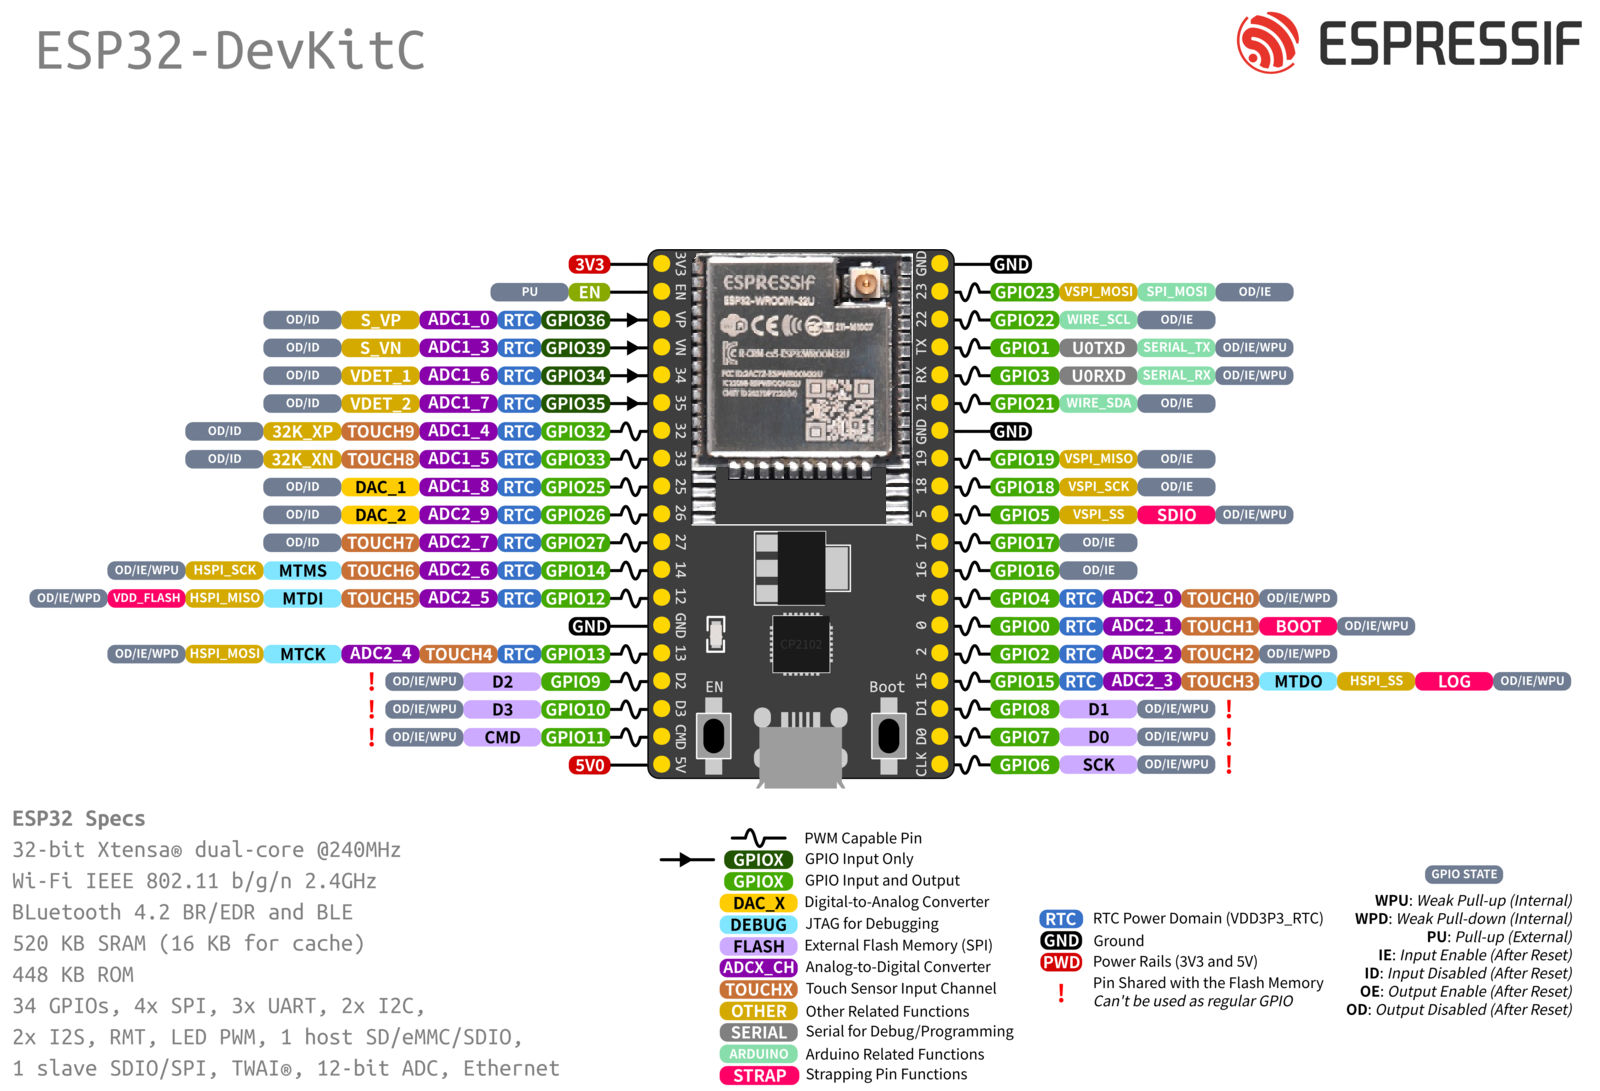 ESP32-DevKitC
ESPRESSIF
3V3
PU EN
OD/ID S_VP ADC1_0 RTC GPIO36
OD/ID S_VN ADC1_3 RTC GPIO39
OD/ID VDET_1 ADC1_6 RTC GPIO34
OD/ID VDET_2 ADC1_7 RTC GPIO35
OD/ID 32K_XP TOUCH9 ADC1_4 RTC GPIO32
OD/ID 32K_XN TOUCH8 ADC1_5 RTC GPIO33
OD/ID DAC_1 ADC1_8 RTC GPIO25
OD/ID DAC_2 ADC2_9 RTC GPIO26
OD/ID TOUCH7 ADC2_7 RTC GPIO27
OD/IE/WPU HSPI_SCK MTMS TOUCH6 ADC2_6 RTC GPIO14
OD/IE/WPD VDD_FLASH HSPI_MISO MTDI TOUCH5 ADC2_5 RTC GPIO12
GND
OD/IE/WPD HSPI_MOSI MTCK ADC2_4 TOUCH4 RTC GPIO13
! OD/IE/WPU D2 GPIO9
! OD/IE/WPU D3 GPIO10
! OD/IE/WPU CMD GPIO11
5V0
3V3
EN
VP
VN
34
35
32
33
25
26
27
14
12
GND
13
D2
D3
CMD
5V
ESPRESSIF
ESP32-WROOM-32U
211-161007
CP2102
EN
Boot
GND
23
22
TX
RX
21
GND
19
18
5
17
16
4
0
2
15
D1
D0
CLK
GND
GPIO23 VSPI_MOSI SPI_MOSI OD/IE
GPIO22 WIRE_SCL OD/IE
GPIO1 U0TXD SERIAL_TX OD/IE/WPU
GPIO3 U0RXD SERIAL_RX OD/IE/WPU
GPIO21 WIRE_SDA OD/IE
GND
GPIO19 VSPI_MISO OD/IE
GPIO18 VSPI_SCK OD/IE
GPIO5 VSPI_SS SDIO OD/IE/WPU
GPIO17 OD/IE
GPIO16 OD/IE
GPIO4 RTC ADC2_0 TOUCH0 OD/IE/WPD
GPIO0 RTC ADC2_1 TOUCH1 BOOT OD/IE/WPU
GPIO2 RTC ADC2_2 TOUCH2 OD/IE/WPD
GPIO15 RTC ADC2_3 TOUCH3 MTDO HSPI_SS LOG OD/IE/WPU
GPIO8 D1 OD/IE/WPU !
GPIO7 D0 OD/IE/WPU !
GPIO6 SCK OD/IE/WPU !
ESP32 Specs
32-bit Xtensa® dual-core @240MHz
Wi-Fi IEEE 802.11 b/g/n 2.4GHz
BLuetooth 4.2 BR/EDR and BLE
520 KB SRAM (16 KB for cache)
448 KB ROM
34 GPIOs, 4x SPI, 3x UART, 2x I2C,
2x I2S, RMT, LED PWM, 1 host SD/eMMC/SDIO,
1 slave SDIO/SPI, TWAI®, 12-bit ADC, Ethernet
PWM Capable Pin
GPIOX GPIO Input Only
GPIOX GPIO Input and Output
DAC_X Digital-to-Analog Converter
DEBUG JTAG for Debugging
FLASH External Flash Memory (SPI)
ADCX_CH Analog-to-Digital Converter
TOUCHX Touch Sensor Input Channel
OTHER Other Related Functions
SERIAL Serial for Debug/Programming
ARDUINO Arduino Related Functions
STRAP Strapping Pin Functions
RTC RTC Power Domain (VDD3P3_RTC)
GND Ground
PWD Power Rails (3V3 and 5V)
! Pin Shared with the Flash Memory
Can't be used as regular GPIO
GPIO STATE
WPU: Weak Pull-up (Internal)
WPD: Weak Pull-down (Internal)
PU: Pull-up (External)
IE: Input Enable (After Reset)
ID: Input Disabled (After Reset)
OE: Output Enable (After Reset)
OD: Output Disabled (After Reset)